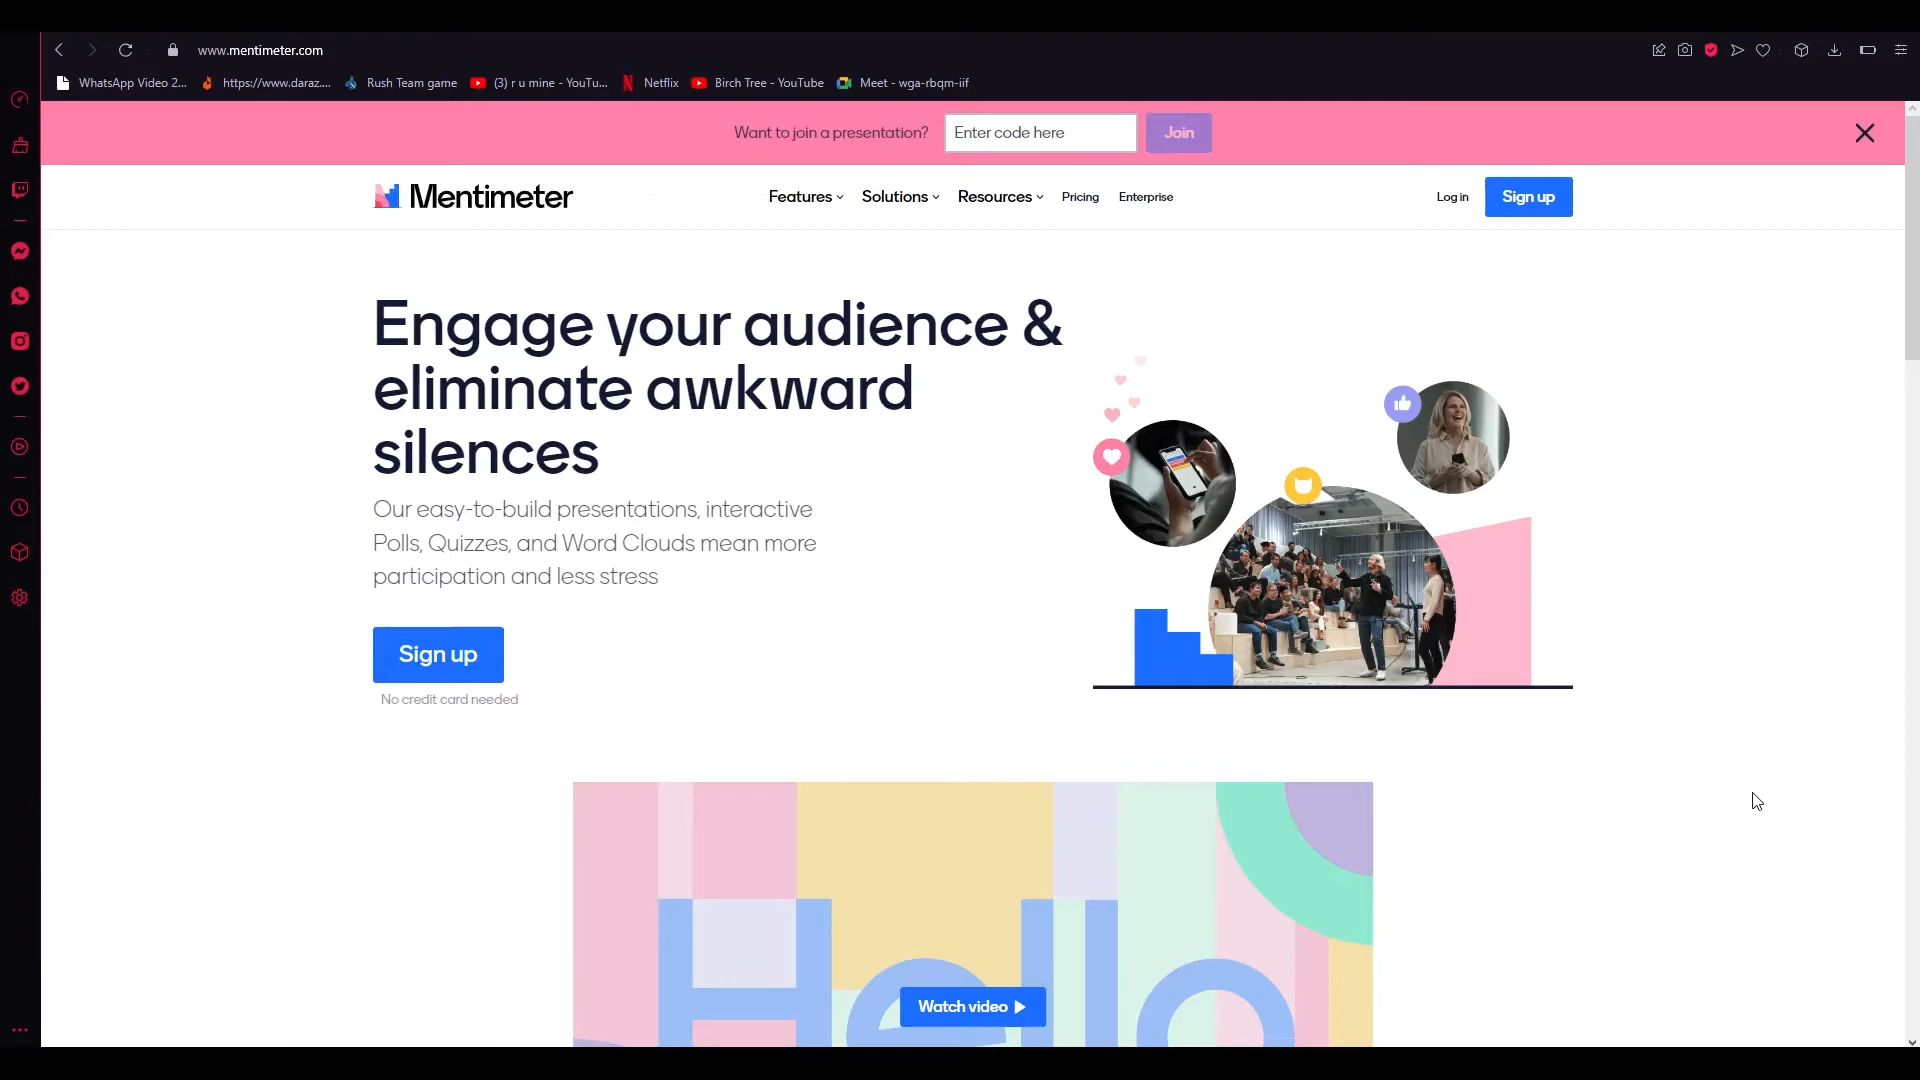 www.mentimeter.com
WhatsApp Video 2...
https://www.daraz....
Rush Team game
(3) r u mine - YouTu...
Netflix
Birch Tree - YouTube
Meet - wga-rbqm-iif
Want to join a presentation?
Enter code here
Join
Mentimeter
Features
Solutions
Resources
Pricing
Enterprise
Log in
Sign up
Engage your audience &
eliminate awkward
silences
Our easy-to-build presentations, interactive
Polls, Quizzes, and Word Clouds mean more
participation and less stress
Sign up
No credit card needed
Hello
Watch video